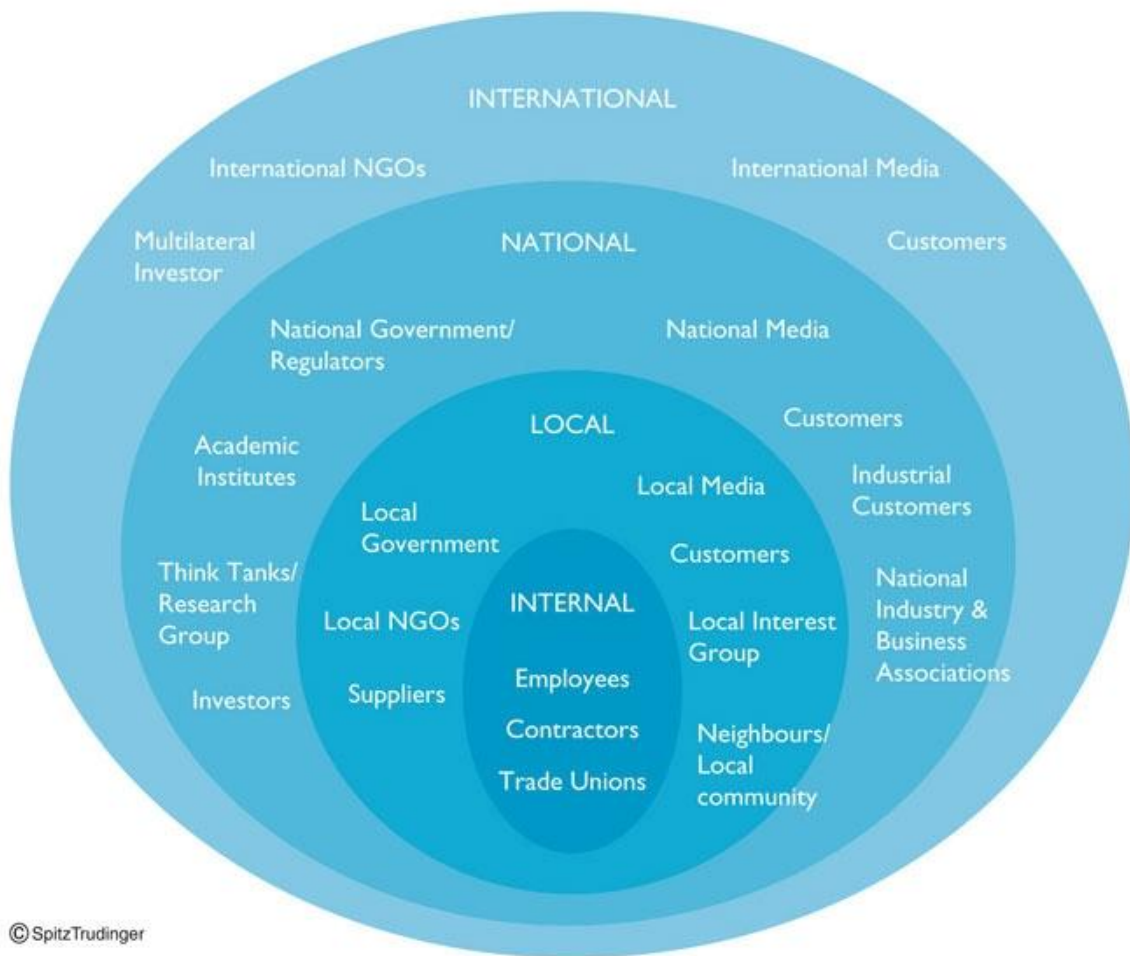 INTERNATIONAL
International NGOs
International Media
Multilateral
Investor
Customers
NATIONAL
National Government/
Regulators
National Media
Academic
Institutes
Customers
Industrial
Customers
Think Tanks/
Research
Group
National
Industry &
Business
Associations
Investors
LOCAL
Local
Government
Local Media
Customers
Local NGOs
Local Interest
Group
Suppliers
Neighbours/
Local
community
INTERNAL
Employees
Contractors
Trade Unions
© SpitzTrudinger